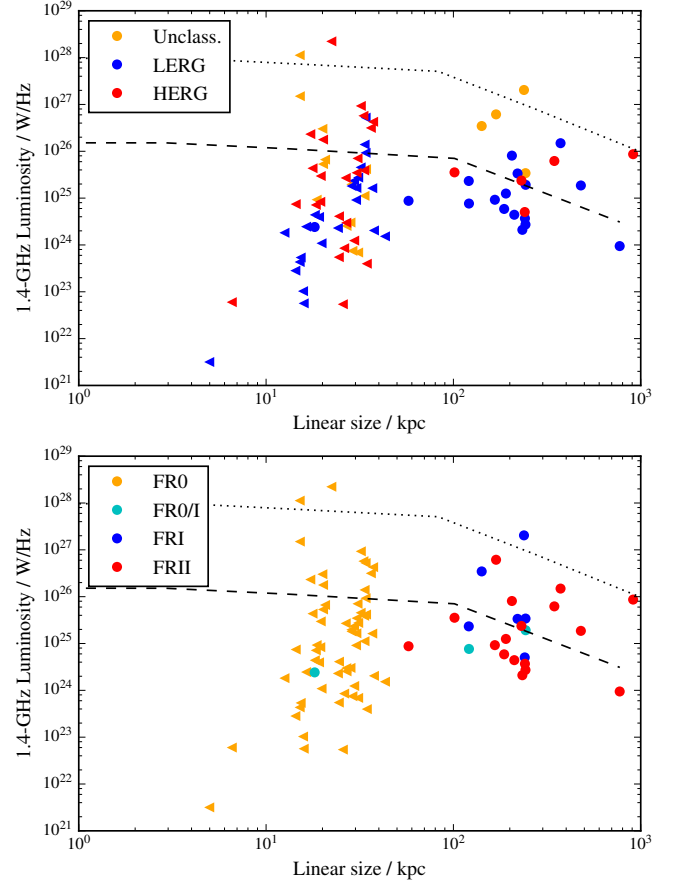 10^29
10^28
10^27
10^26
10^25
10^24
10^23
10^22
10^21
1.4-GHz Luminosity / W/Hz
Unclass.
LERG
HERG
10^0 10^1 10^2 10^3
Linear size / kpc
10^29
10^28
10^27
10^26
10^25
10^24
10^23
10^22
10^21
1.4-GHz Luminosity / W/Hz
FR0
FR0/I
FRI
FRII
10^0 10^1 10^2 10^3
Linear size / kpc